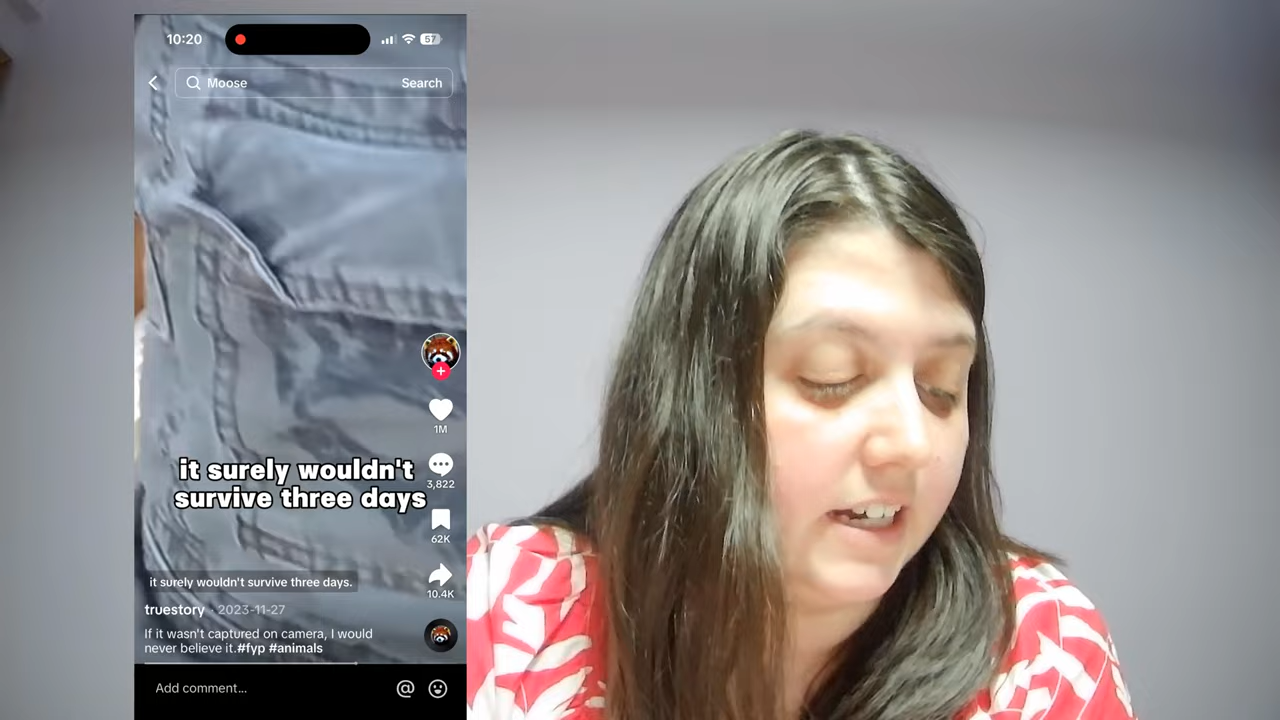 10:20
57
Moose
Search
1M
3,822
it surely wouldn't
survive three days
62K
it surely wouldn't survive three days.
10.4K
truestory · 2023-11-27
If it wasn't captured on camera, I would
never believe it.#fyp #animals
Add comment...